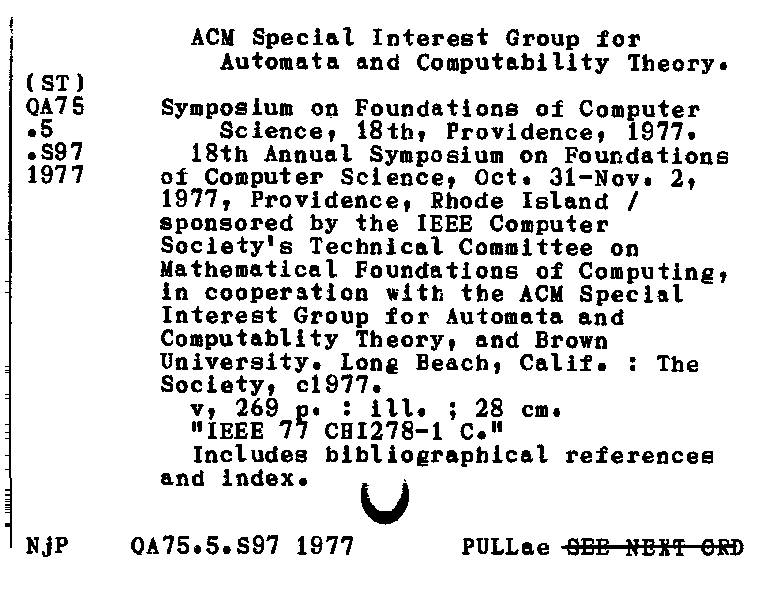 ACM Special Interest Group for
Automata and Computability Theory.
(ST)
QA75 Symposium on Foundations of Computer
.5 Science, 18th, Providence, 1977.
.S97 18th Annual Symposium on Foundations
1977 of Computer Science, Oct. 31-Nov. 2,
1977, Providence, Rhode Island /
sponsored by the IEEE Computer
Society's Technical Committee on
Mathematical Foundations of Computing,
in cooperation with the ACM Special
Interest Group for Automata and
Computablity Theory, and Brown
University. Long Beach, Calif. : The
Society, c1977.
v, 269 p. : ill. ; 28 cm.
"IEEE 77 CHI278-1 C."
Includes bibliographical references
and index.
NjP QA75.5.S97 1977 PULLae SEE NEXT CRD